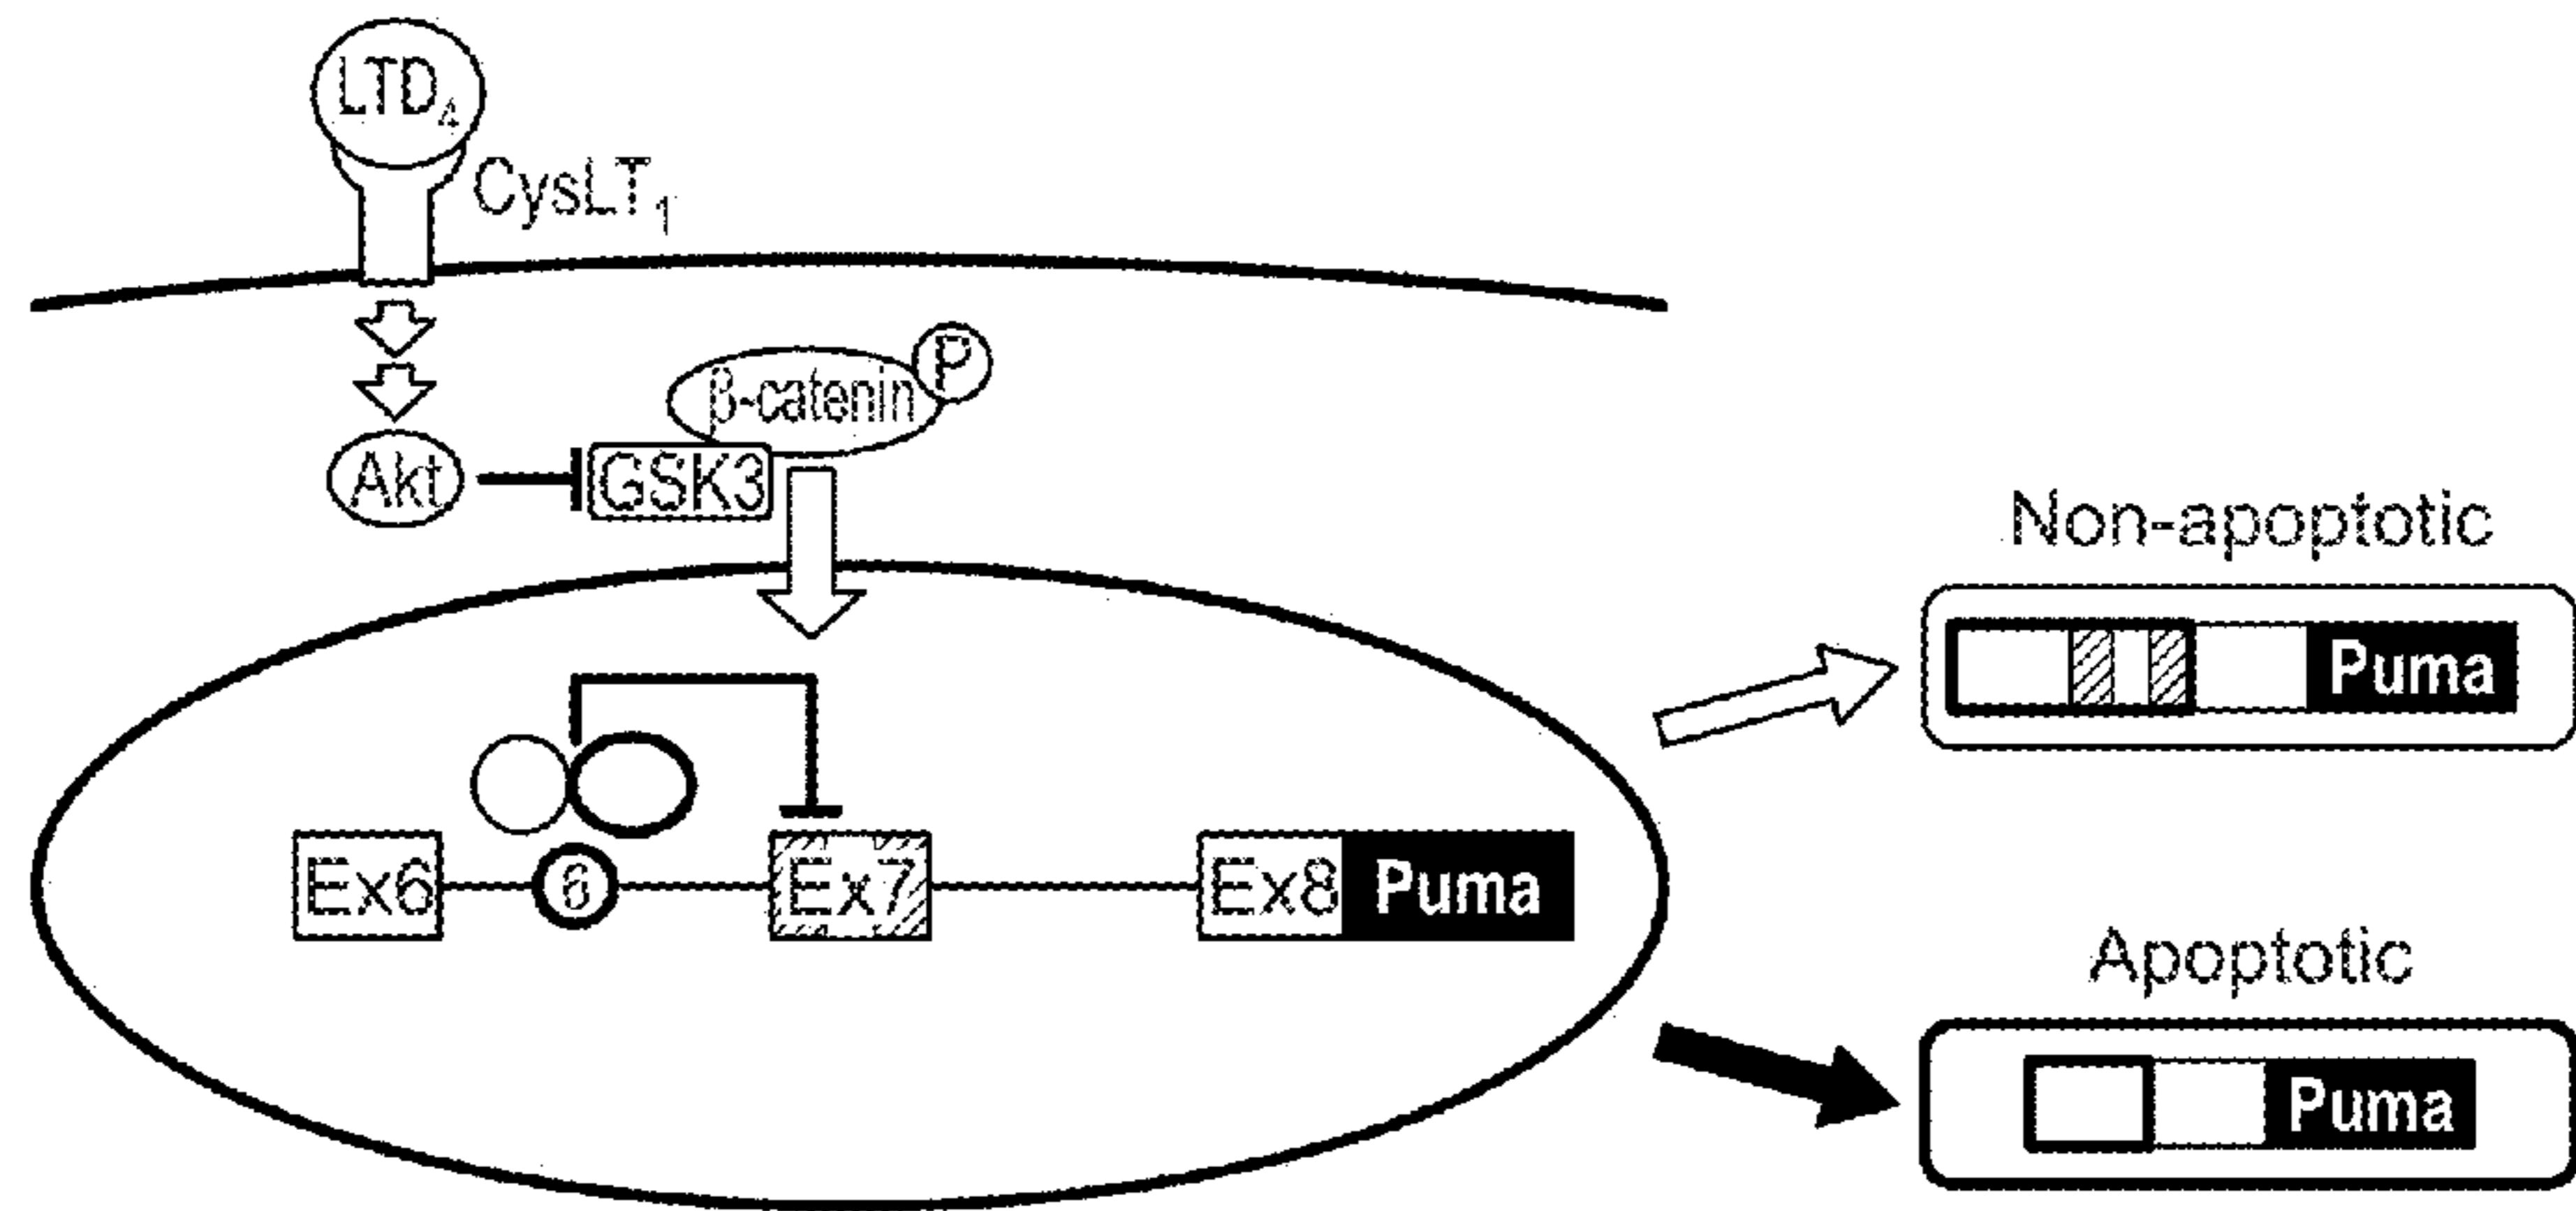 LTD₄
CysLT₁
P
β-catenin
Akt
GSK3
Non-apoptotic
Puma
Ex6
6
Ex7
Ex8
Puma
Apoptotic
Puma